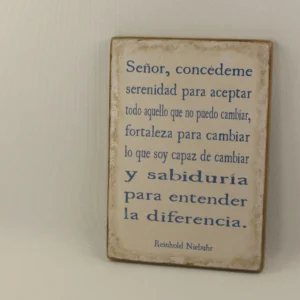 Señor, concédeme
serenidad para aceptar
todo aquello que no puedo cambiar,
fortaleza para cambiar
lo que soy capaz de cambiar
y sabiduría
para entender
la diferencia.
Reinhold Niebuhr